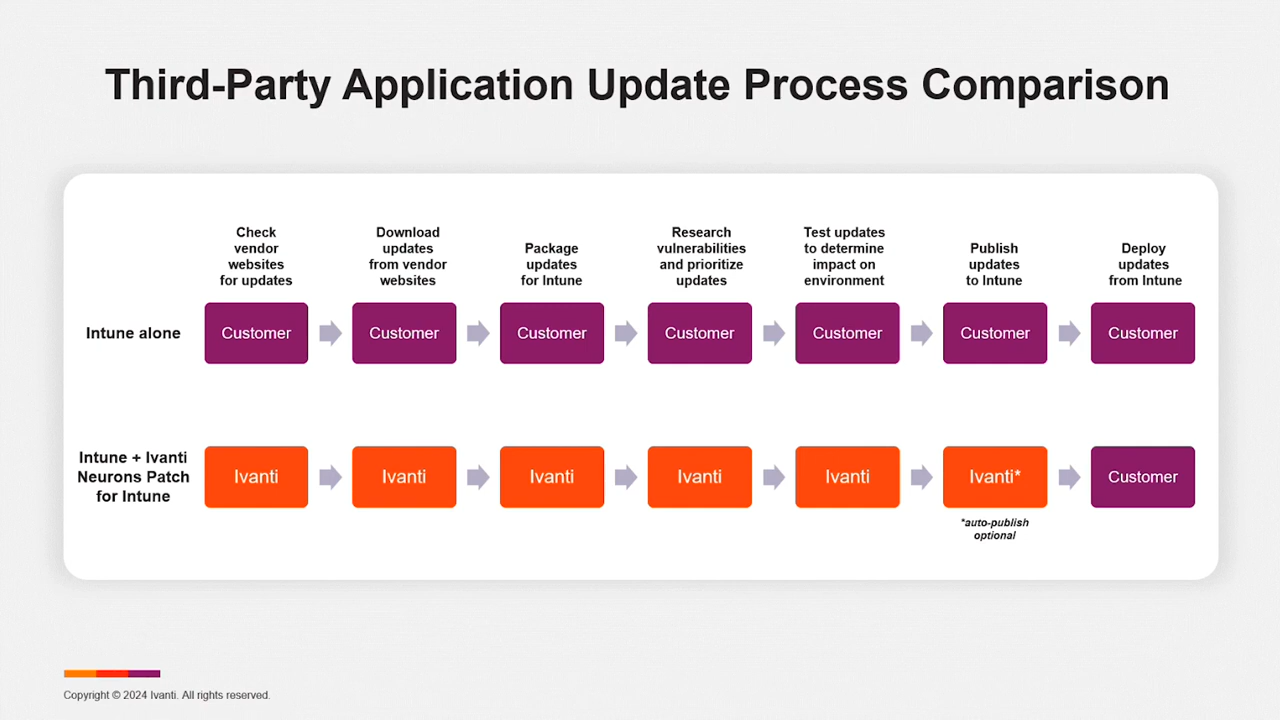 Third-Party Application Update Process Comparison
Check
vendor
websites
for updates
Download
updates
from vendor
websites
Package
updates
for Intune
Research
vulnerabilities
and prioritize
updates
Test updates
to determine
impact on
environment
Publish
updates
to Intune
Deploy
updates
from Intune
Intune alone
Customer
Customer
Customer
Customer
Customer
Customer
Customer
Intune + Ivanti
Neurons Patch
for Intune
Ivanti
Ivanti
Ivanti
Ivanti
Ivanti
Ivanti*
Customer
*auto-publish
optional
Copyright © 2024 Ivanti. All rights reserved.